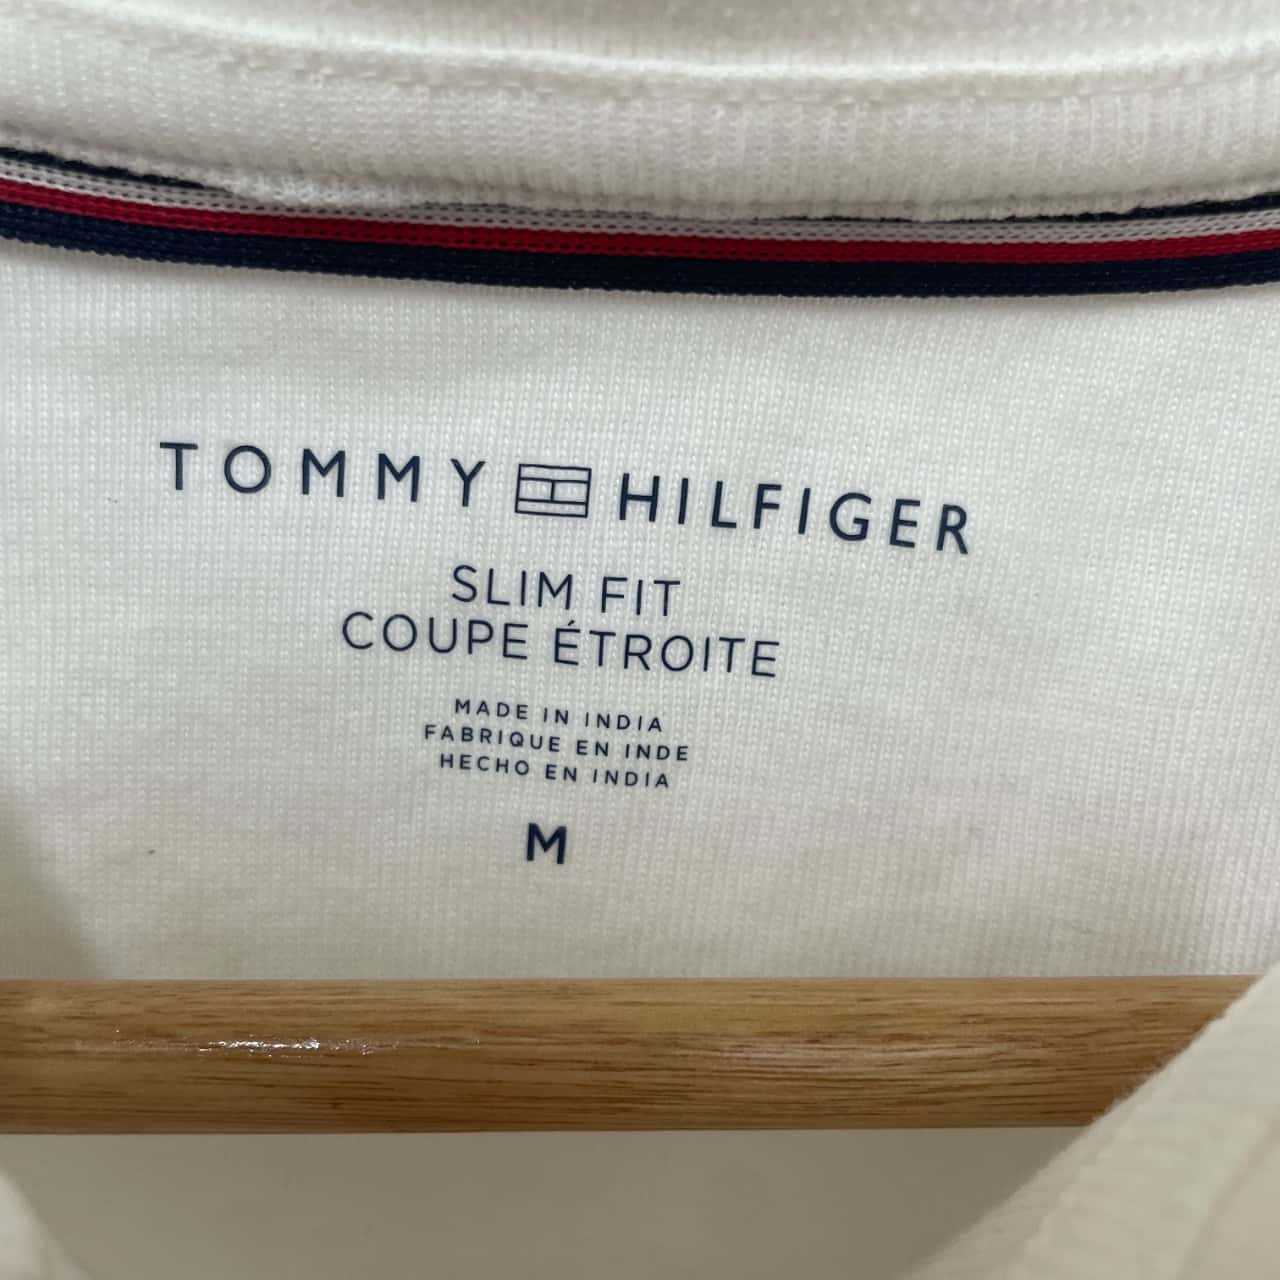 TOMMY HILFIGER
SLIM FIT
COUPE ÉTROITE
MADE IN INDIA
FABRIQUE EN INDE
HECHO EN INDIA
M